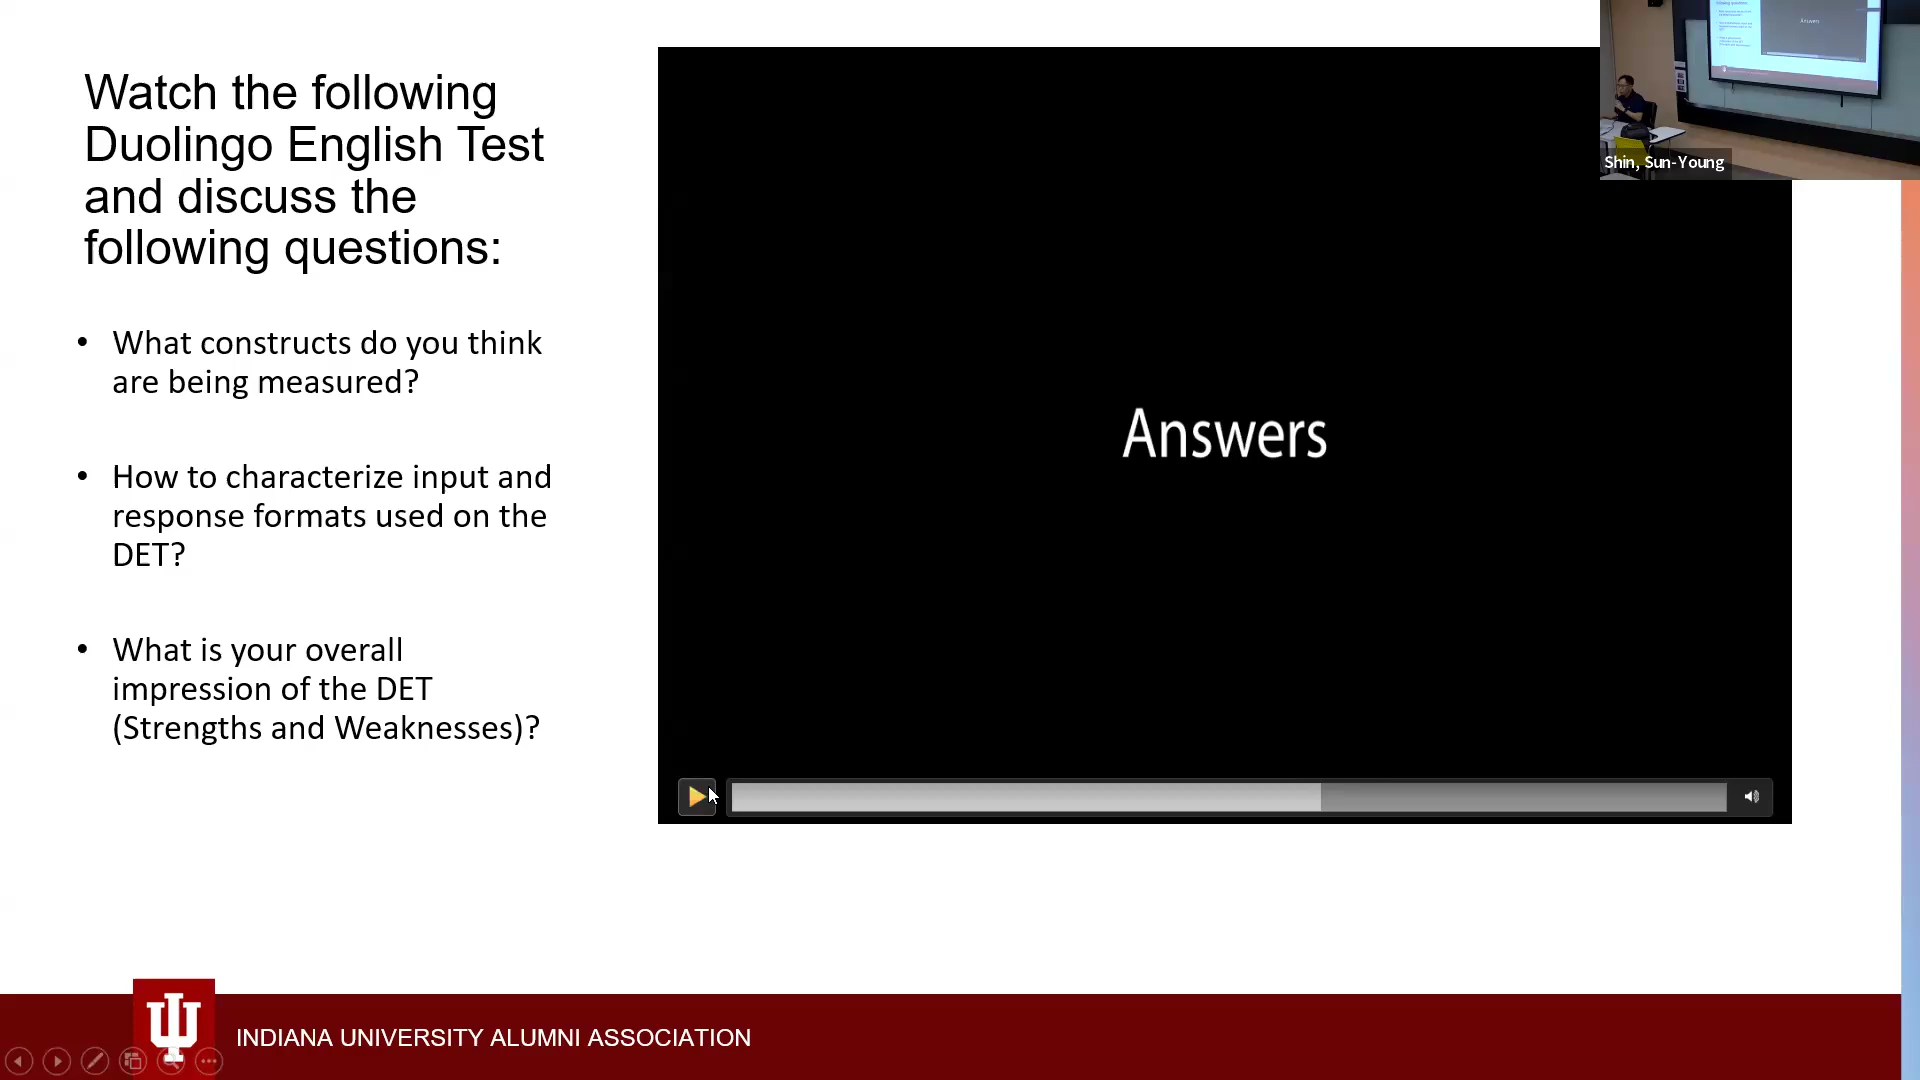 Watch the following
Duolingo English Test
and discuss the
following questions:
• What constructs do you think
are being measured?
• How to characterize input and
response formats used on the
DET?
• What is your overall
impression of the DET
(Strengths and Weaknesses)?
Answers
Answers
Shin, Sun-Young
INDIANA UNIVERSITY ALUMNI ASSOCIATION